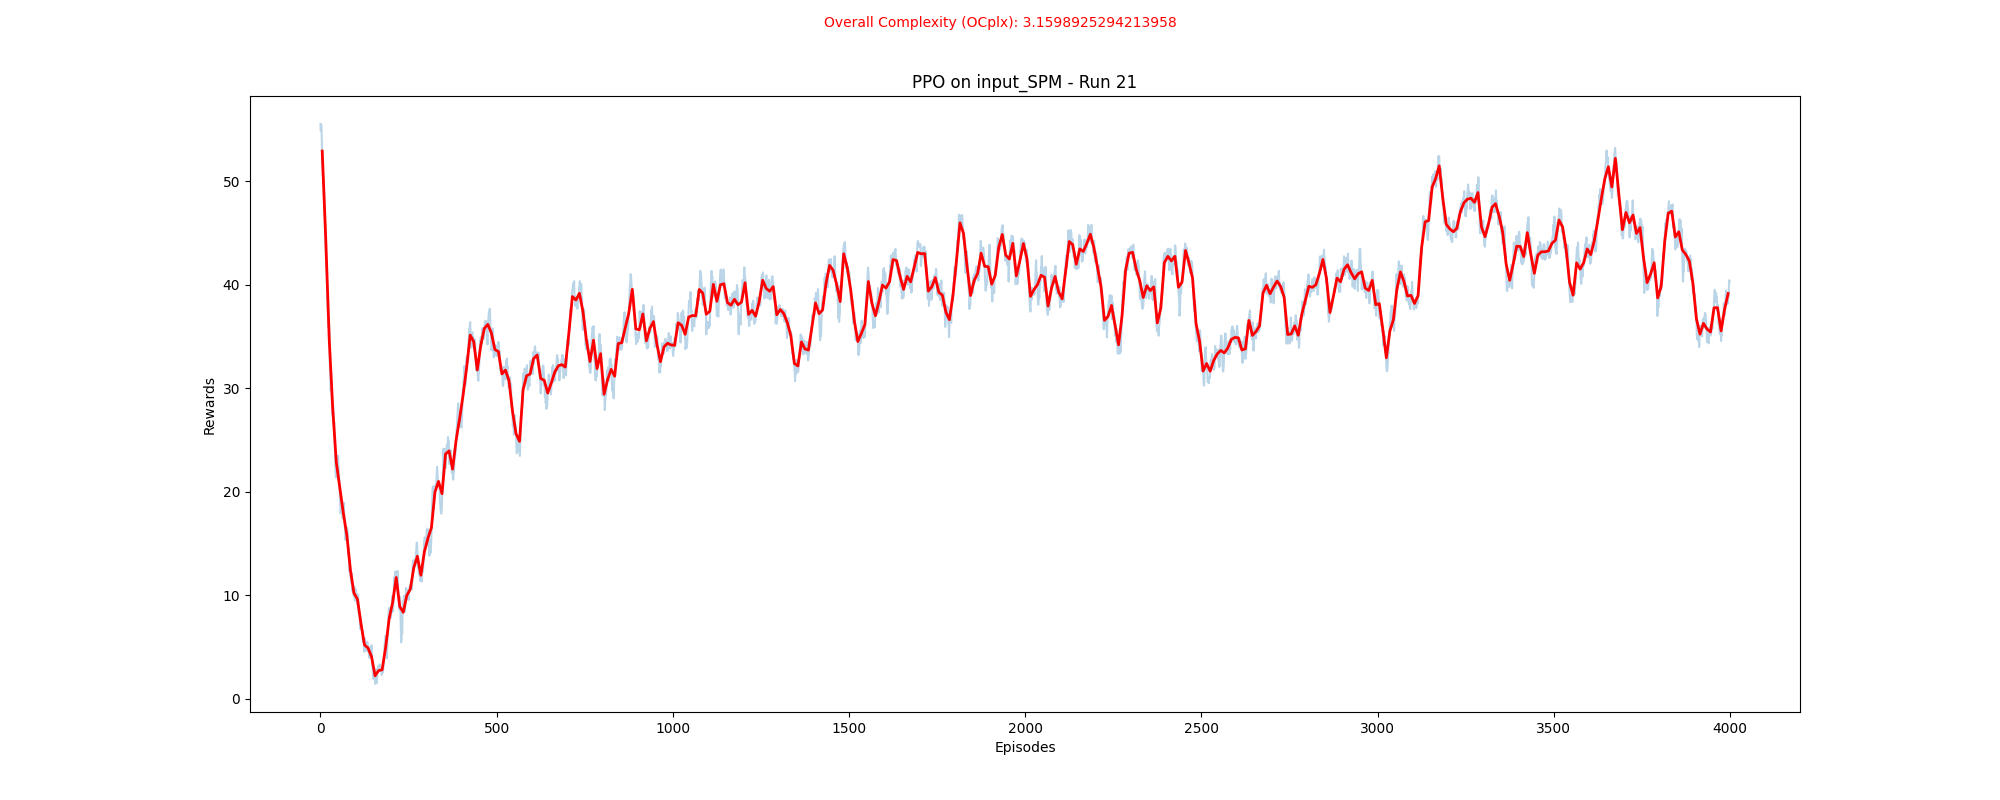 Overall Complexity (OCplx): 3.1598925294213958
PPO on input_SPM - Run 21
Rewards
50
40
30
20
10
0
0 500 1000 1500 2000 2500 3000 3500 4000
Episodes